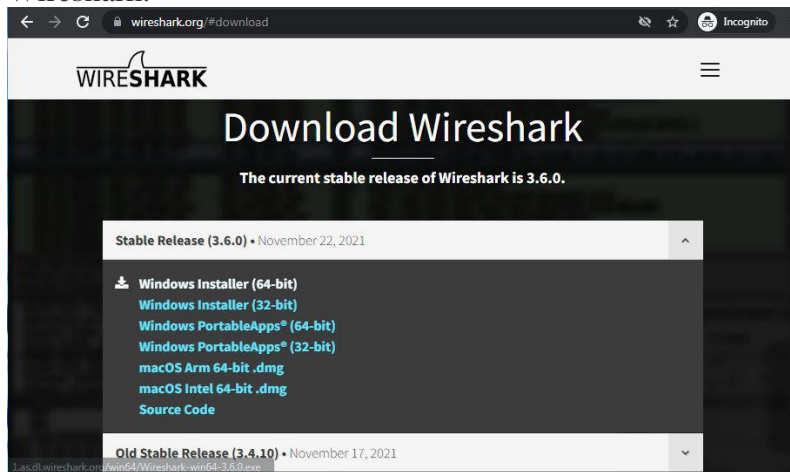 Wireshark.
wireshark.org/#download
Incognito
WIRESHARK
Download Wireshark
The current stable release of Wireshark is 3.6.0.
Stable Release (3.6.0) • November 22, 2021
Windows Installer (64-bit)
Windows Installer (32-bit)
Windows PortableApps® (64-bit)
Windows PortableApps® (32-bit)
macOS Arm 64-bit .dmg
macOS Intel 64-bit .dmg
Source Code
Old Stable Release (3.4.10) • November 17, 2021
1.as.dl.wireshark.org/win64/Wireshark-win64-3.6.0.exe